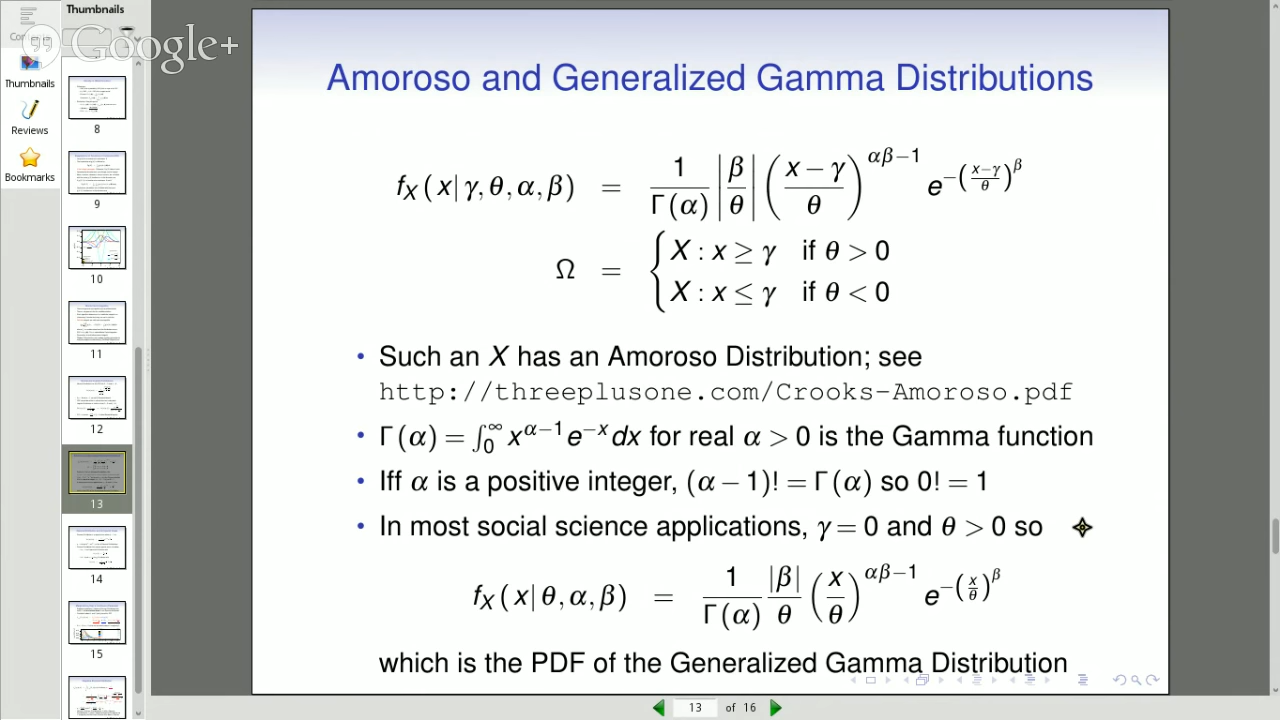 Thumbnails
Google+
Thumbnails
Reviews
Bookmarks
8
9
10
11
12
13
14
15
Amoroso and Generalized Gamma Distributions
f_X(x|γ,θ,α,β) = 1/Γ(α) |β/θ| ((x−γ)/θ)^{αβ−1} e^{−((x−γ)/θ)^β}
Ω = { X : x ≥ γ if θ > 0
X : x ≤ γ if θ < 0
• Such an X has an Amoroso Distribution; see
http://threeplusone.com/Crooks-Amoroso.pdf
• Γ(α) = ∫_0^∞ x^{α−1} e^{−x} dx for real α > 0 is the Gamma function
• Iff α is a positive integer, (α − 1)! = Γ(α) so 0! = 1
• In most social science applications, γ = 0 and θ > 0 so
f_X(x|θ,α,β) = 1/Γ(α) |β|/θ (x/θ)^{αβ−1} e^{−(x/θ)^β}
which is the PDF of the Generalized Gamma Distribution
13 of 16